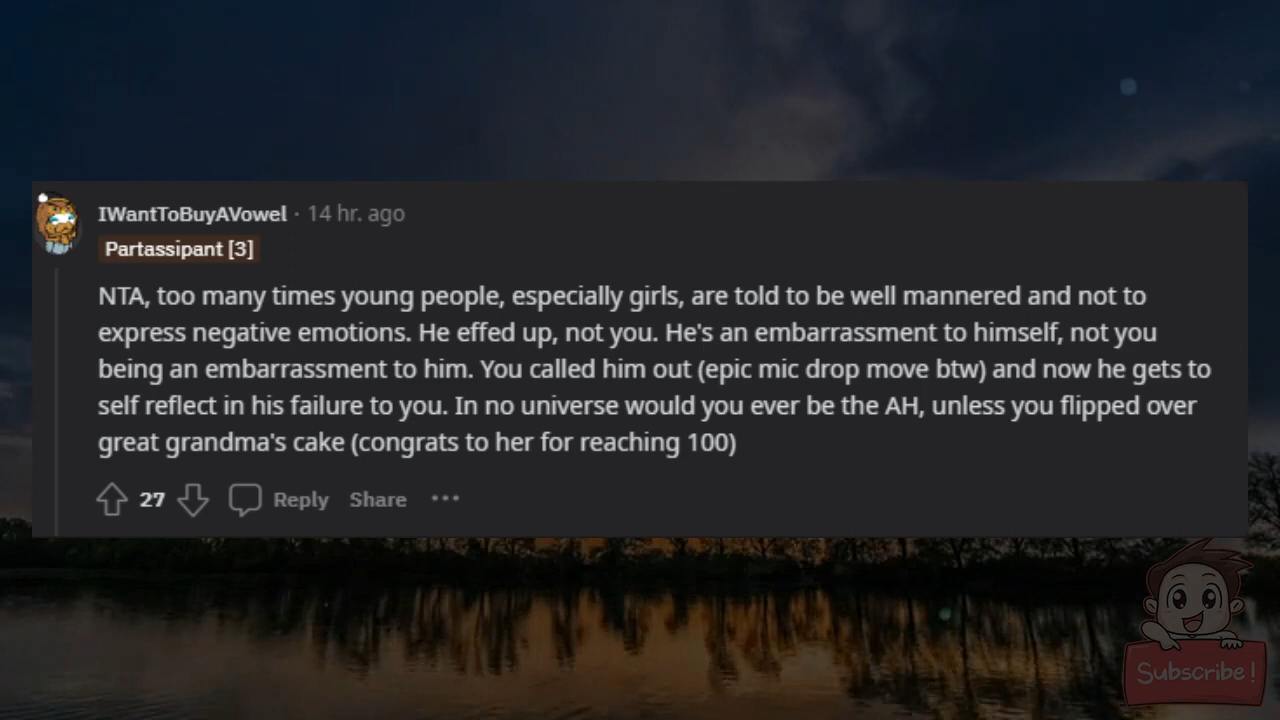 IWantToBuyAVowel · 14 hr. ago
Partassipant [3]
NTA, too many times young people, especially girls, are told to be well mannered and not to
express negative emotions. He effed up, not you. He's an embarrassment to himself, not you
being an embarrassment to him. You called him out (epic mic drop move btw) and now he gets to
self reflect in his failure to you. In no universe would you ever be the AH, unless you flipped over
great grandma's cake (congrats to her for reaching 100)
27 Reply Share ···
Subscribe!